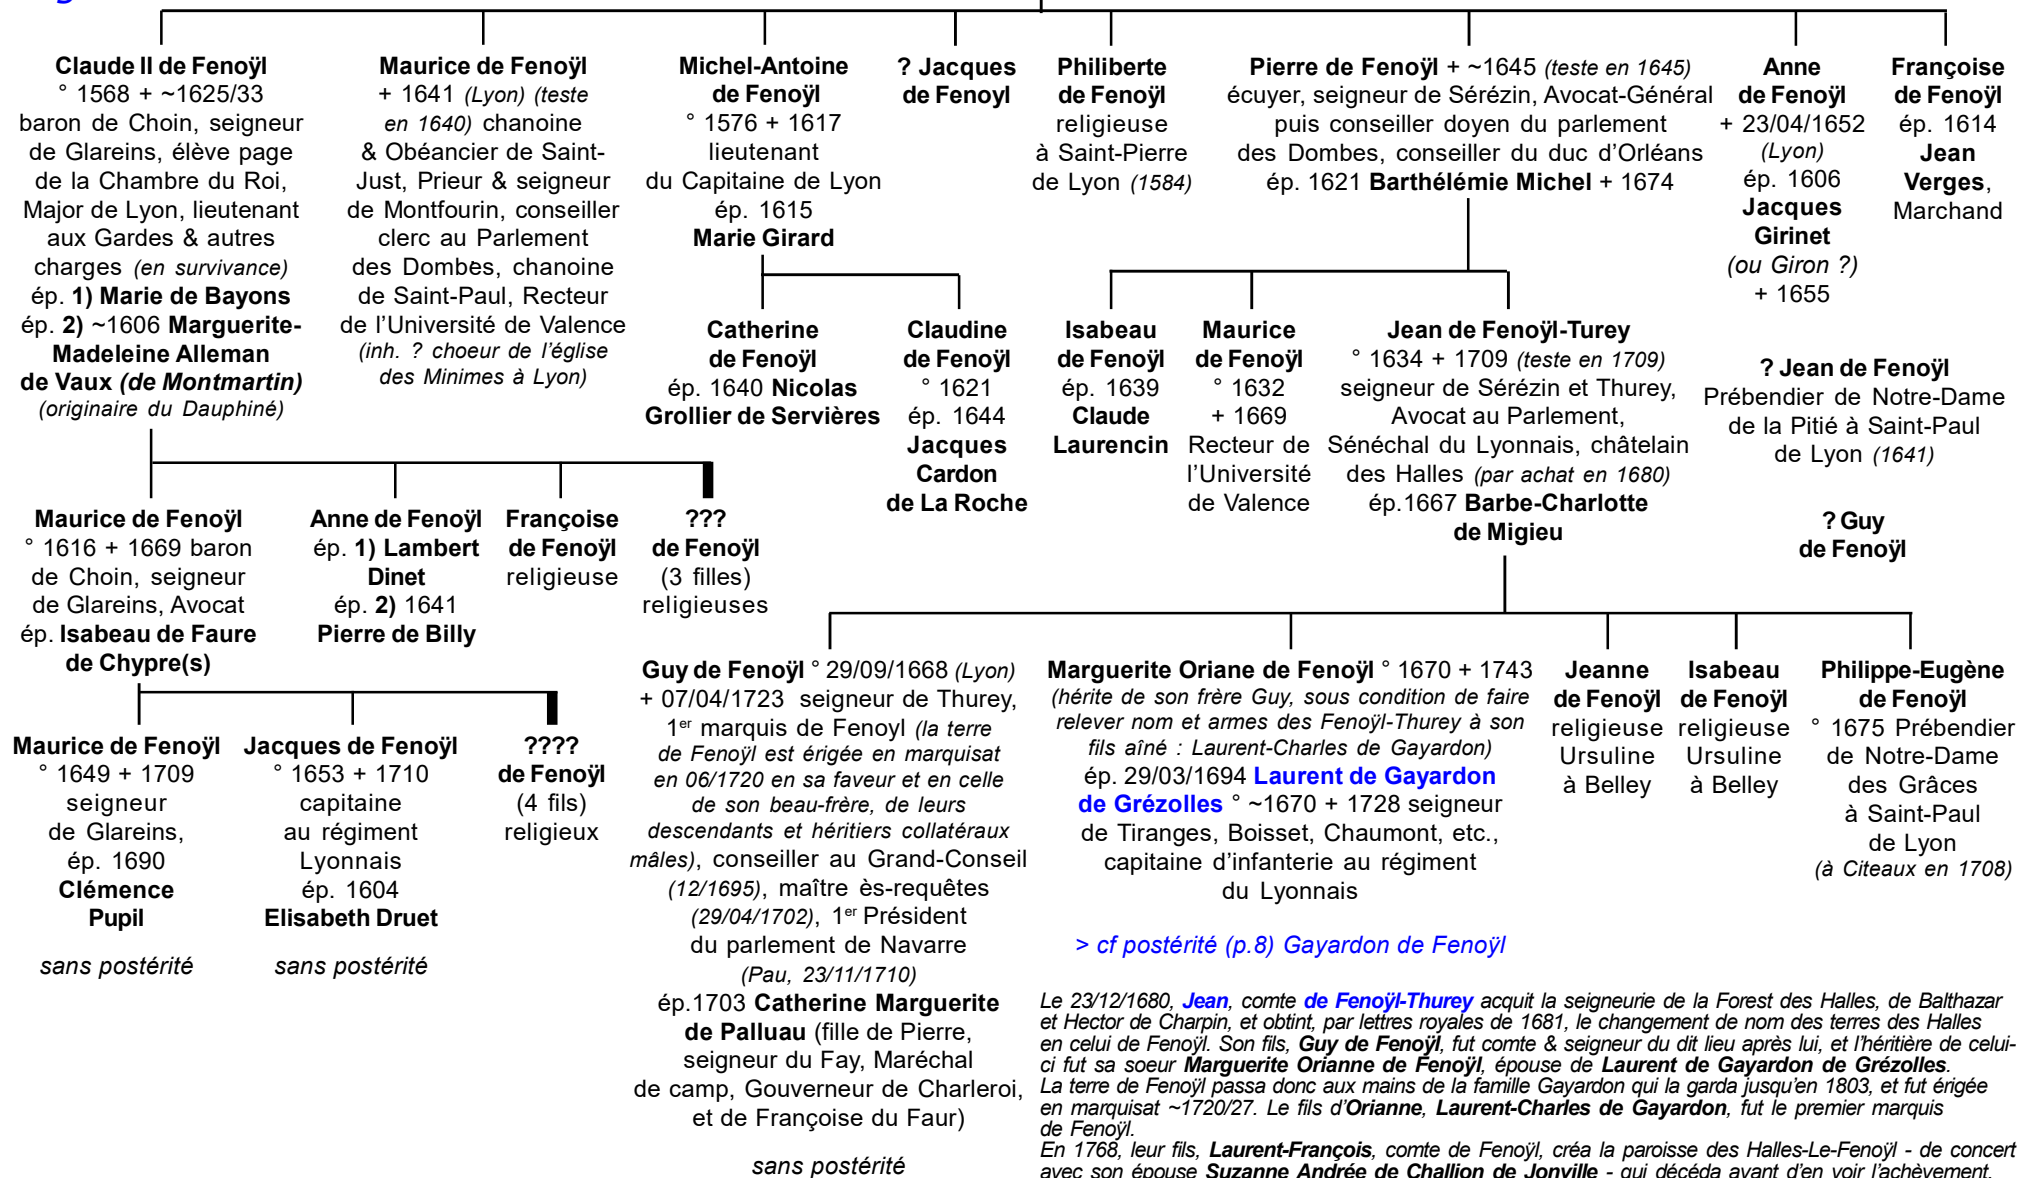 Claude II de Fenoÿl
° 1568 + ~1625/33
baron de Choin, seigneur
de Glareins, élève page
de la Chambre du Roi,
Major de Lyon, lieutenant
aux Gardes & autres
charges (en survivance)
ép. 1) Marie de Bayons
ép. 2) ~1606 Marguerite-
Madeleine Alleman
de Vaux (de Montmartin)
(originaire du Dauphiné)
Maurice de Fenoÿl
+ 1641 (Lyon) (teste
en 1640) chanoine
& Obéancier de Saint-
Just, Prieur & seigneur
de Montfourin, conseiller
clerc au Parlement
des Dombes, chanoine
de Saint-Paul, Recteur
de l'Université de Valence
(inh. ? choeur de l'église
des Minimes à Lyon)
Michel-Antoine
de Fenoÿl
° 1576 + 1617
lieutenant
du Capitaine de Lyon
ép. 1615
Marie Girard
? Jacques
de Fenoyl
Philiberte
de Fenoÿl
religieuse
à Saint-Pierre
de Lyon (1584)
Pierre de Fenoÿl + ~1645 (teste en 1645)
écuyer, seigneur de Sérézin, Avocat-Général
puis conseiller doyen du parlement
des Dombes, conseiller du duc d'Orléans
ép. 1621 Barthélémie Michel + 1674
Anne
de Fenoÿl
+ 23/04/1652
(Lyon)
ép. 1606
Jacques
Girinet
(ou Giron ?)
+ 1655
Françoise
de Fenoÿl
ép. 1614
Jean
Verges,
Marchand
Catherine
de Fenoÿl
ép. 1640 Nicolas
Grollier de Servières
Claudine
de Fenoÿl
° 1621
ép. 1644
Jacques
Cardon
de La Roche
Isabeau
de Fenoÿl
ép. 1639
Claude
Laurencin
Maurice
de Fenoÿl
° 1632
+ 1669
Recteur de
l'Université
de Valence
Jean de Fenoÿl-Turey
° 1634 + 1709 (teste en 1709)
seigneur de Sérézin et Thurey,
Avocat au Parlement,
Sénéchal du Lyonnais, châtelain
des Halles (par achat en 1680)
ép.1667 Barbe-Charlotte
de Migieu
? Jean de Fenoÿl
Prébendier de Notre-Dame
de la Pitié à Saint-Paul
de Lyon (1641)
? Guy
de Fenoÿl
Maurice de Fenoÿl
° 1616 + 1669 baron
de Choin, seigneur
de Glareins, Avocat
ép. Isabeau de Faure
de Chypre(s)
Anne de Fenoÿl
ép. 1) Lambert
Dinet
ép. 2) 1641
Pierre de Billy
Françoise
de Fenoÿl
religieuse
???
de Fenoÿl
(3 filles)
religieuses
Maurice de Fenoÿl
° 1649 + 1709
seigneur
de Glareins,
ép. 1690
Clémence
Pupil
sans postérité
Jacques de Fenoÿl
° 1653 + 1710
capitaine
au régiment
Lyonnais
ép. 1604
Elisabeth Druet
sans postérité
????
de Fenoÿl
(4 fils)
religieux
Guy de Fenoÿl ° 29/09/1668 (Lyon)
+ 07/04/1723 seigneur de Thurey,
1er marquis de Fenoyl (la terre
de Fenoÿl est érigée en marquisat
en 06/1720 en sa faveur et en celle
de son beau-frère, de leurs
descendants et héritiers collatéraux
mâles), conseiller au Grand-Conseil
(12/1695), maître ès-requêtes
(29/04/1702), 1er Président
du parlement de Navarre
(Pau, 23/11/1710)
ép.1703 Catherine Marguerite
de Palluau (fille de Pierre,
seigneur du Fay, Maréchal
de camp, Gouverneur de Charleroi,
et de Françoise du Faur)
sans postérité
Marguerite Oriane de Fenoÿl ° 1670 + 1743
(hérite de son frère Guy, sous condition de faire
relever nom et armes des Fenoÿl-Thurey à son
fils aîné : Laurent-Charles de Gayardon)
ép. 29/03/1694 Laurent de Gayardon
de Grézolles ° ~1670 + 1728 seigneur
de Tiranges, Boisset, Chaumont, etc.,
capitaine d'infanterie au régiment
du Lyonnais
> cf postérité (p.8) Gayardon de Fenoÿl
Jeanne
de Fenoÿl
religieuse
Ursuline
à Belley
Isabeau
de Fenoÿl
religieuse
Ursuline
à Belley
Philippe-Eugène
de Fenoÿl
° 1675 Prébendier
de Notre-Dame
des Grâces
à Saint-Paul
de Lyon
(à Citeaux en 1708)
Le 23/12/1680, Jean, comte de Fenoÿl-Thurey acquit la seigneurie de la Forest des Halles, de Balthazar
et Hector de Charpin, et obtint, par lettres royales de 1681, le changement de nom des terres des Halles
en celui de Fenoÿl. Son fils, Guy de Fenoÿl, fut comte & seigneur du dit lieu après lui, et l'héritière de celui-
ci fut sa soeur Marguerite Orianne de Fenoÿl, épouse de Laurent de Gayardon de Grézolles.
La terre de Fenoÿl passa donc aux mains de la famille Gayardon qui la garda jusqu'en 1803, et fut érigée
en marquisat ~1720/27. Le fils d'Orianne, Laurent-Charles de Gayardon, fut le premier marquis
de Fenoÿl.
En 1768, leur fils, Laurent-François, comte de Fenoÿl, créa la paroisse des Halles-Le-Fenoÿl - de concert
avec son épouse Suzanne Andrée de Challion de Jonville - qui décéda avant d'en voir l'achèvement.